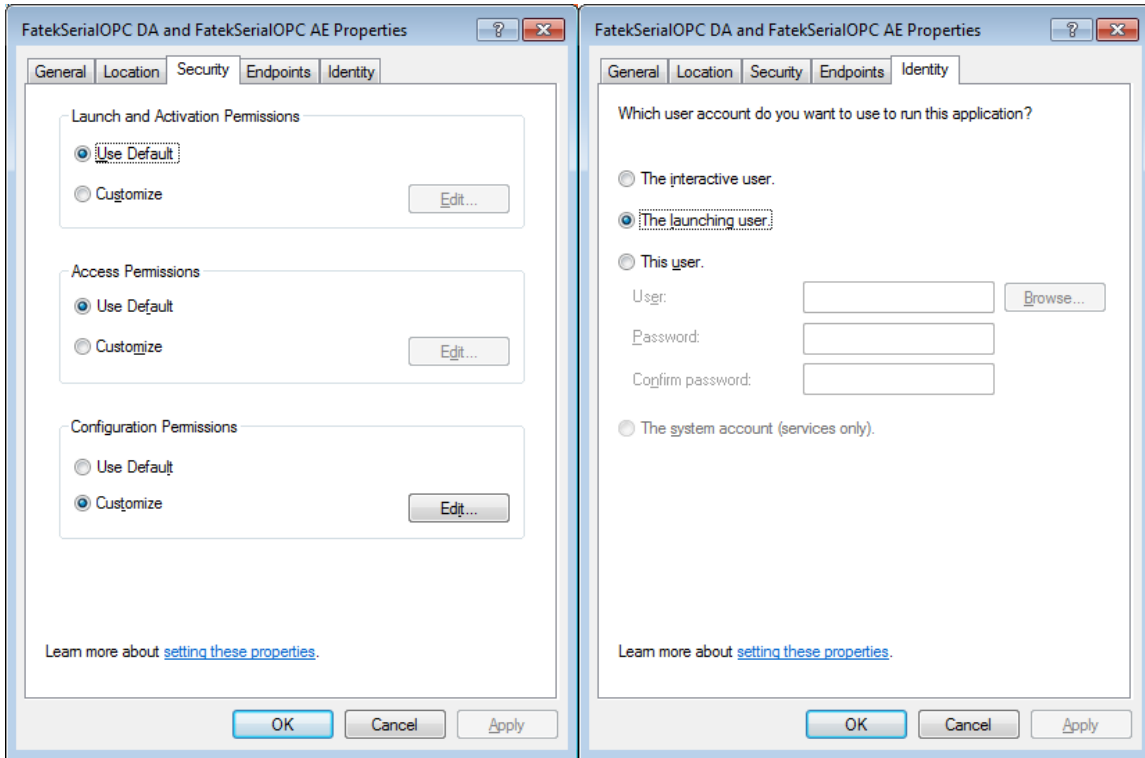 FatekSerialOPC DA and FatekSerialOPC AE Properties
General Location Security Endpoints Identity
Launch and Activation Permissions
Use Default
Customize
Edit...
Access Permissions
Use Default
Customize
Edit...
Configuration Permissions
Use Default
Customize
Edit...
Learn more about setting these properties.
OK Cancel Apply
FatekSerialOPC DA and FatekSerialOPC AE Properties
General Location Security Endpoints Identity
Which user account do you want to use to run this application?
The interactive user.
The launching user.
This user.
User:
Browse...
Password:
Confirm password:
The system account (services only).
Learn more about setting these properties.
OK Cancel Apply